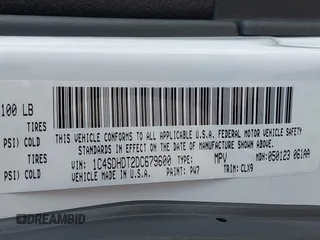 100 LB
TIRES
PSI) COLD
TIRES
PSI) COLD
THIS VEHICLE CONFORMS TO ALL APPLICABLE U.S.A. FEDERAL MOTOR VEHICLE SAFETY
STANDARDS IN EFFECT ON THE DATE OF MANUFACTURE SHOWN ABOVE.
VIN: 1C4SDHDT2DC679600 TYPE: MPV MDH: 050123 061AA
VEHICLE MADE IN U.S.A. PAINT: PW7 TRIM: CLX9
DREAMBID